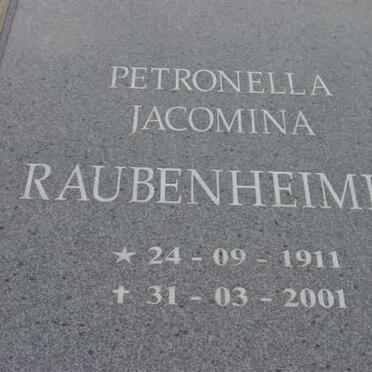 PETRONELLA
JACOMINA
RAUBENHEIM
★ 24 - 09 - 1911
✝ 31 - 03 - 2001